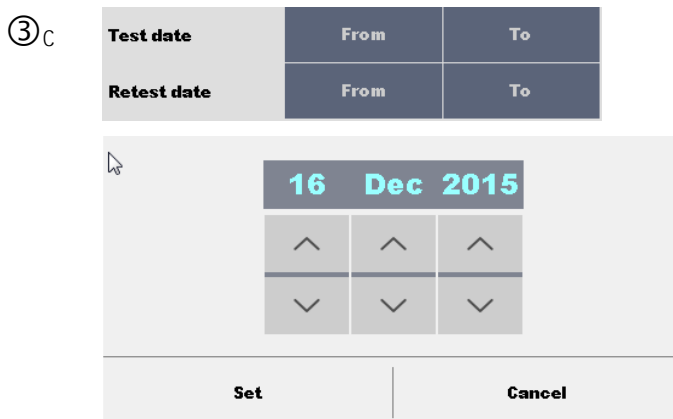 ③c Test date From To
Retest date From To
16 Dec 2015
Set Cancel